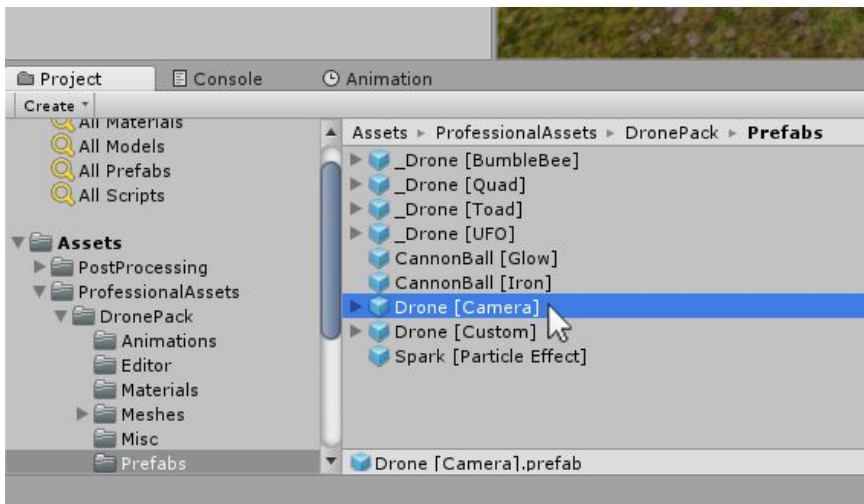 Project Console Animation
Create
All Materials
All Models
All Prefabs
All Scripts
Assets
PostProcessing
ProfessionalAssets
DronePack
Animations
Editor
Materials
Meshes
Misc
Prefabs
Assets ▸ ProfessionalAssets ▸ DronePack ▸ Prefabs
_Drone [BumbleBee]
_Drone [Quad]
_Drone [Toad]
_Drone [UFO]
CannonBall [Glow]
CannonBall [Iron]
Drone [Camera]
Drone [Custom]
Spark [Particle Effect]
Drone [Camera].prefab